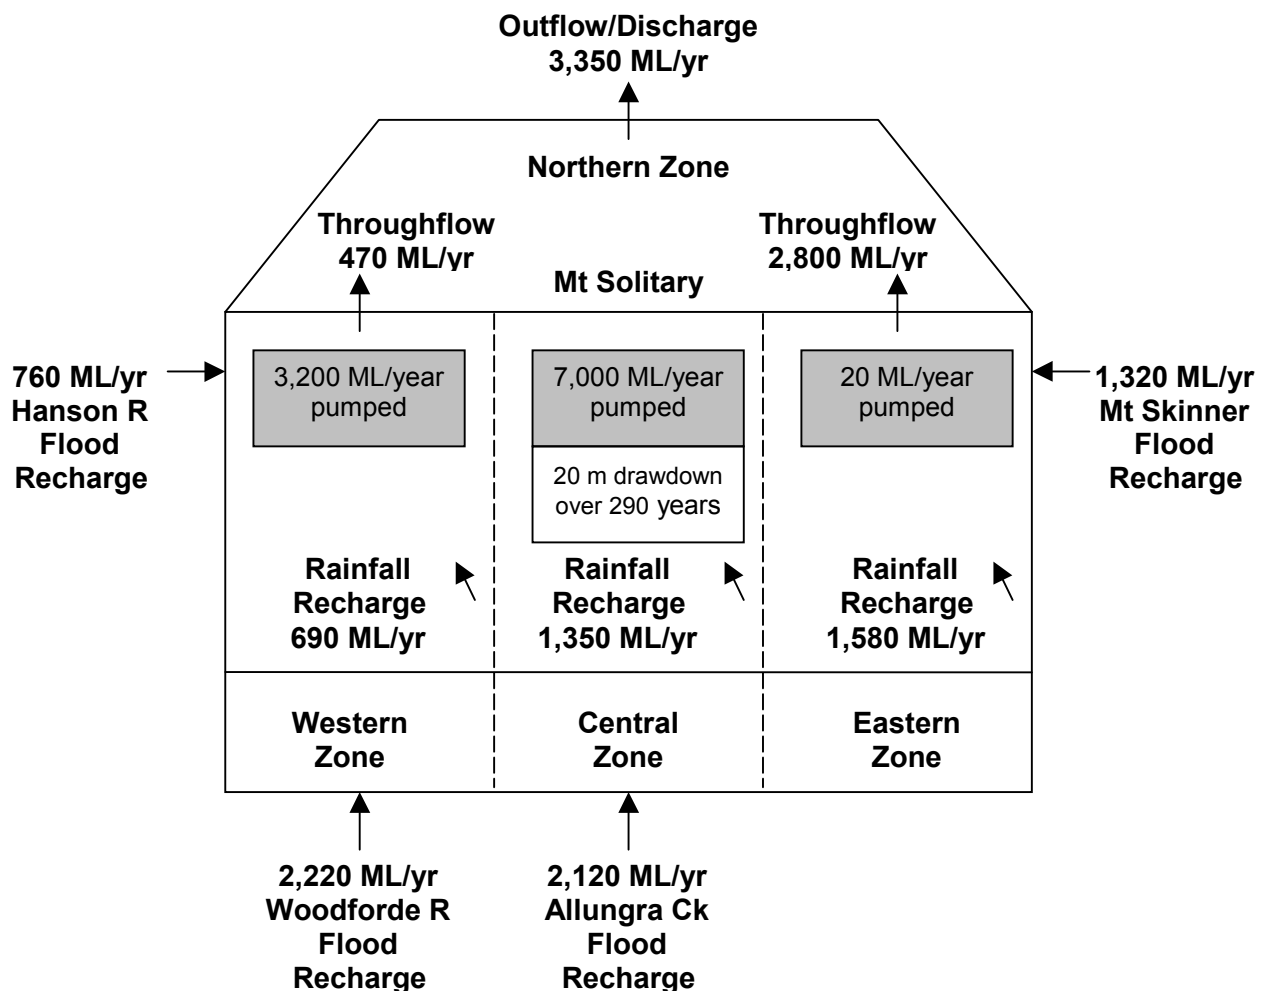 Outflow/Discharge
3,350 ML/yr
Northern Zone
Throughflow
470 ML/yr
Throughflow
2,800 ML/yr
Mt Solitary
760 ML/yr
Hanson R
Flood
Recharge
3,200 ML/year
pumped
7,000 ML/year
pumped
20 ML/year
pumped
1,320 ML/yr
Mt Skinner
Flood
Recharge
20 m drawdown
over 290 years
Rainfall
Recharge
690 ML/yr
Rainfall
Recharge
1,350 ML/yr
Rainfall
Recharge
1,580 ML/yr
Western
Zone
Central
Zone
Eastern
Zone
2,220 ML/yr
Woodforde R
Flood
Recharge
2,120 ML/yr
Allungra Ck
Flood
Recharge